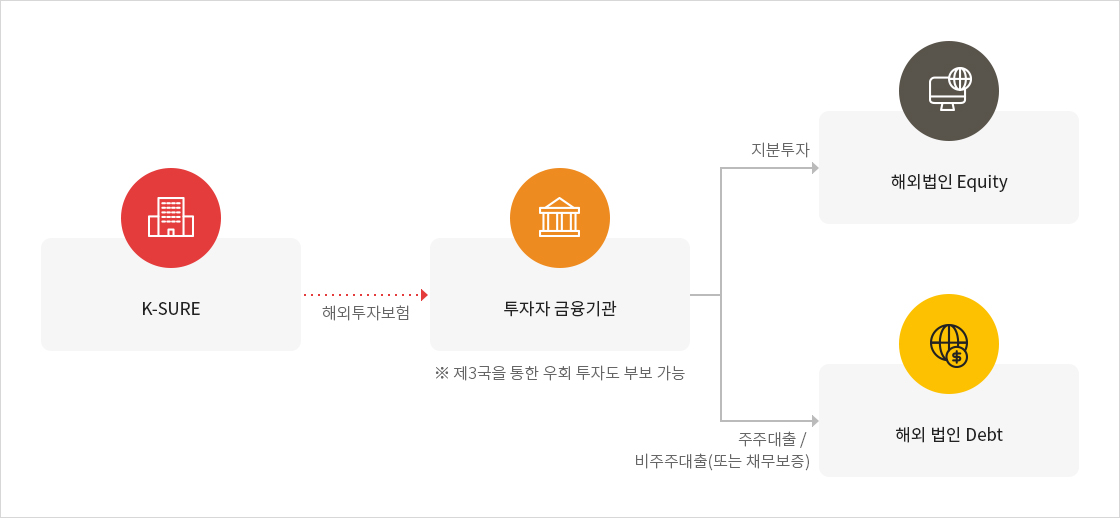 K-SURE
해외투자보험
투자자 금융기관
※ 제3국을 통한 우회 투자도 부보 가능
지분투자
해외법인 Equity
주주대출 /
비주주대출(또는 채무보증)
해외 법인 Debt